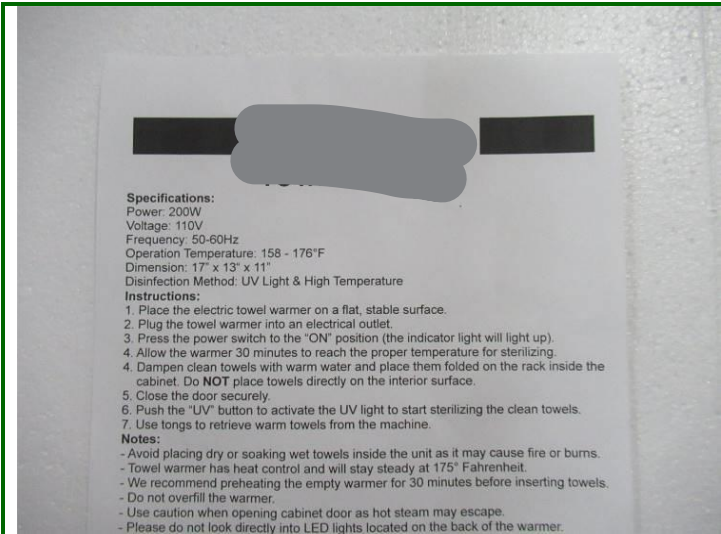 Specifications:
Power: 200W
Voltage: 110V
Frequency: 50-60Hz
Operation Temperature: 158 - 176°F
Dimension: 17" x 13" x 11"
Disinfection Method: UV Light & High Temperature
Instructions:
1. Place the electric towel warmer on a flat, stable surface.
2. Plug the towel warmer into an electrical outlet.
3. Press the power switch to the “ON” position (the indicator light will light up).
4. Allow the warmer 30 minutes to reach the proper temperature for sterilizing.
4. Dampen clean towels with warm water and place them folded on the rack inside the
cabinet. Do NOT place towels directly on the interior surface.
5. Close the door securely.
6. Push the “UV” button to activate the UV light to start sterilizing the clean towels.
7. Use tongs to retrieve warm towels from the machine.
Notes:
- Avoid placing dry or soaking wet towels inside the unit as it may cause fire or burns.
- Towel warmer has heat control and will stay steady at 175° Fahrenheit.
- We recommend preheating the empty warmer for 30 minutes before inserting towels.
- Do not overfill the warmer.
- Use caution when opening cabinet door as hot steam may escape.
- Please do not look directly into LED lights located on the back of the warmer.